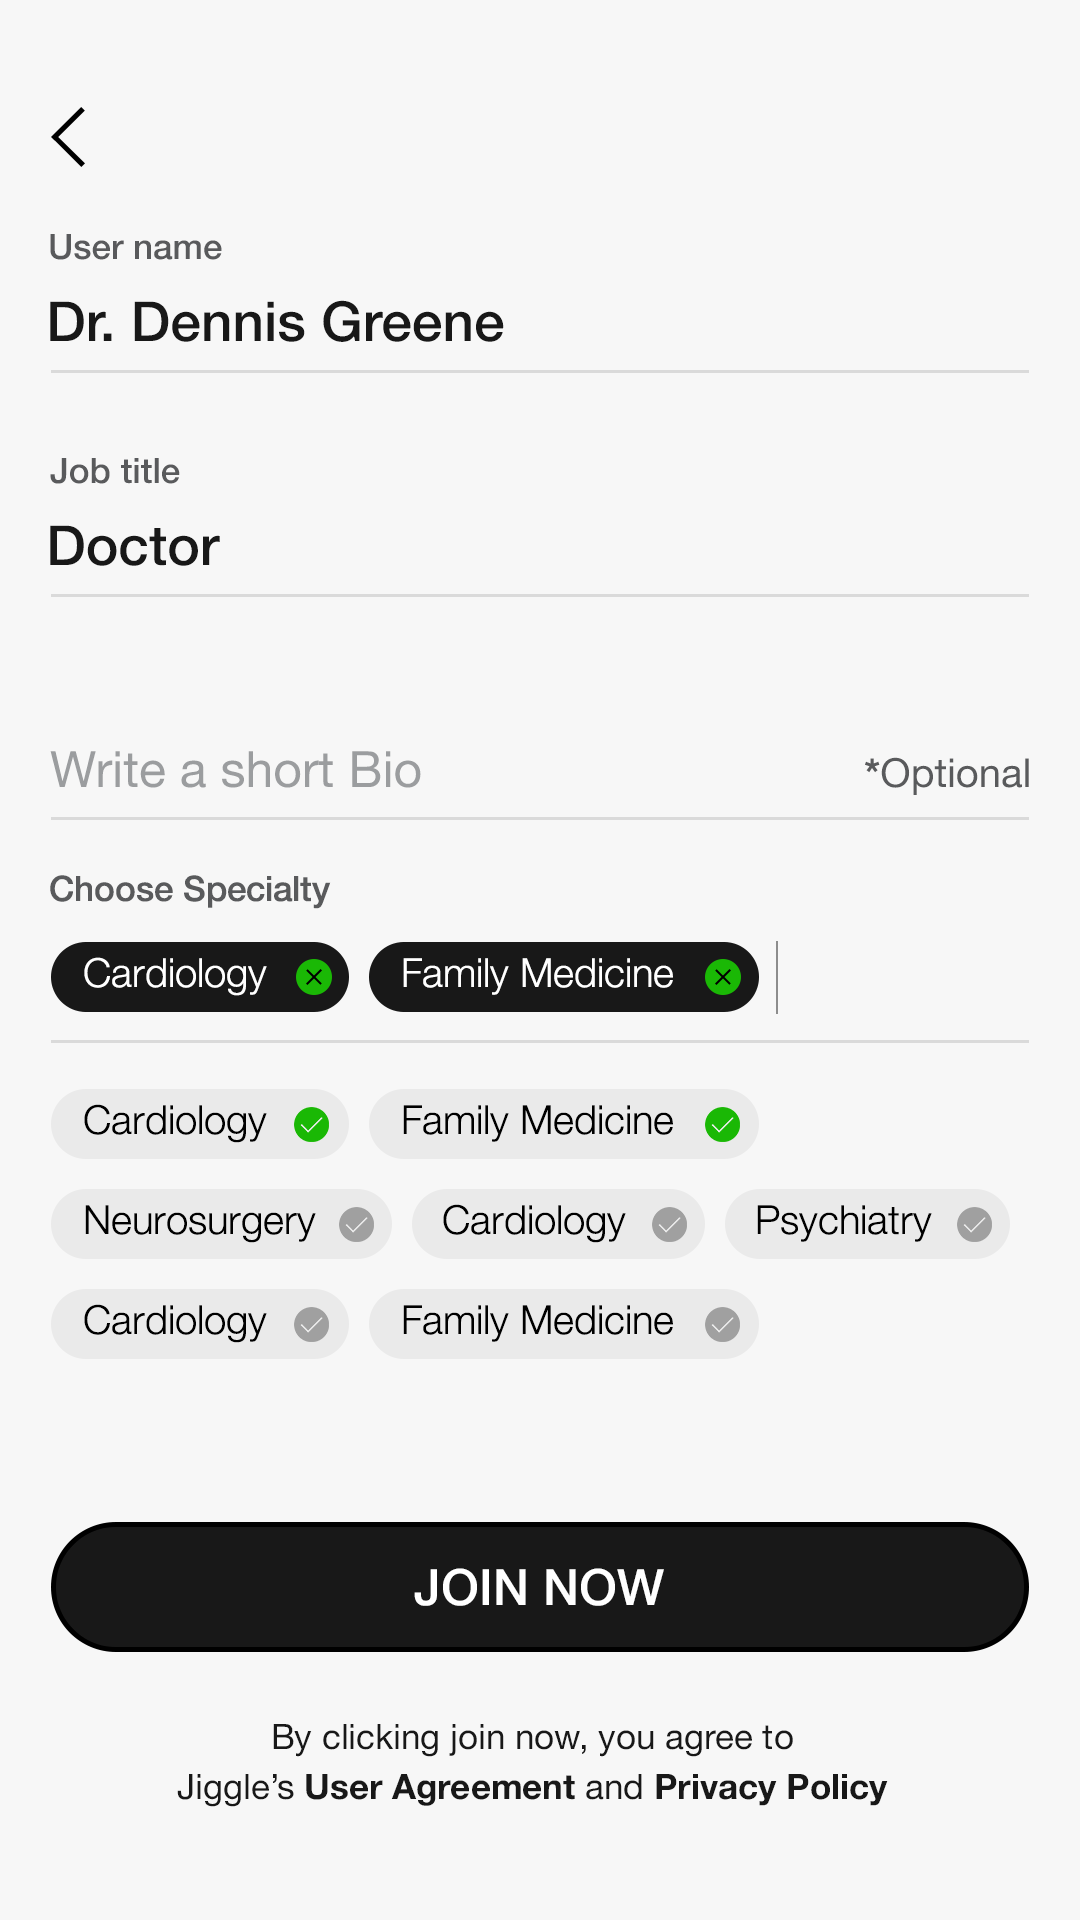 User name
Dr. Dennis Greene
Job title
Doctor
Write a short Bio *Optional
Choose Specialty
Cardiology Family Medicine
Cardiology Family Medicine
Neurosurgery Cardiology Psychiatry
Cardiology Family Medicine
JOIN NOW
By clicking join now, you agree to
Jiggle’s User Agreement and Privacy Policy